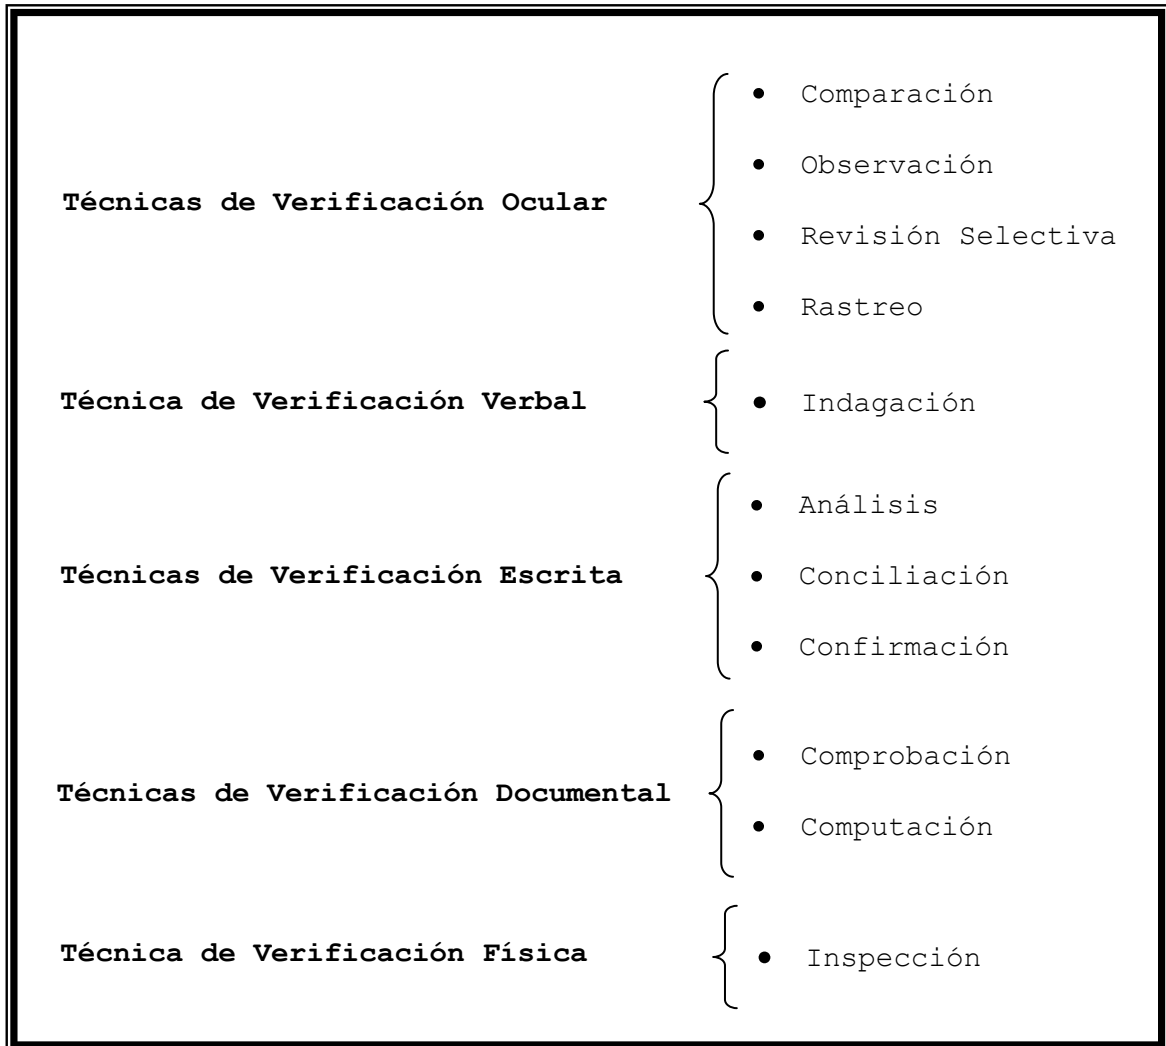 • Comparación
• Observación
Técnicas de Verificación Ocular
• Revisión Selectiva
• Rastreo
Técnica de Verificación Verbal
• Indagación
• Análisis
Técnicas de Verificación Escrita
• Conciliación
• Confirmación
• Comprobación
Técnicas de Verificación Documental
• Computación
Técnica de Verificación Física
• Inspección